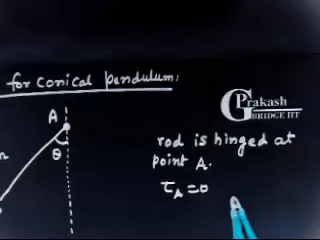 for conical pendulum:
Prakash
BRIDGE IIT
A
rod is hinged at
θ
point A.
τA = 0